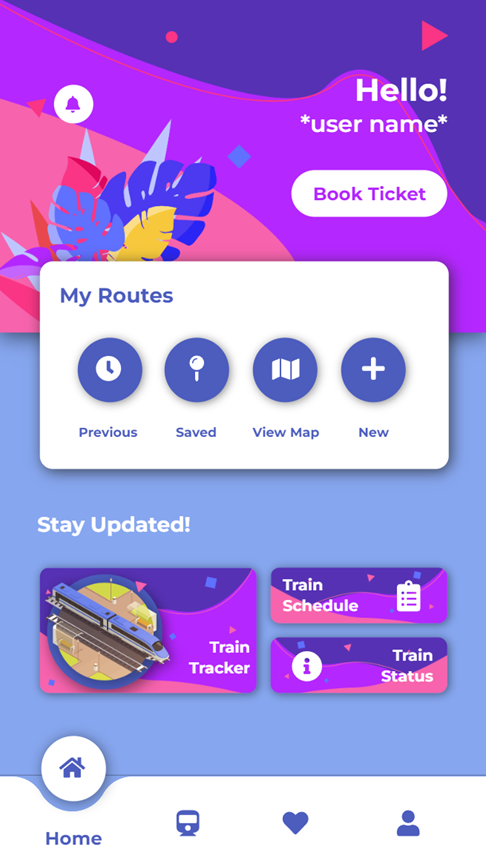 Hello!
*user name*
Book Ticket
My Routes
Previous
Saved
View Map
New
Stay Updated!
Train
Tracker
Train
Schedule
Train
Status
Home